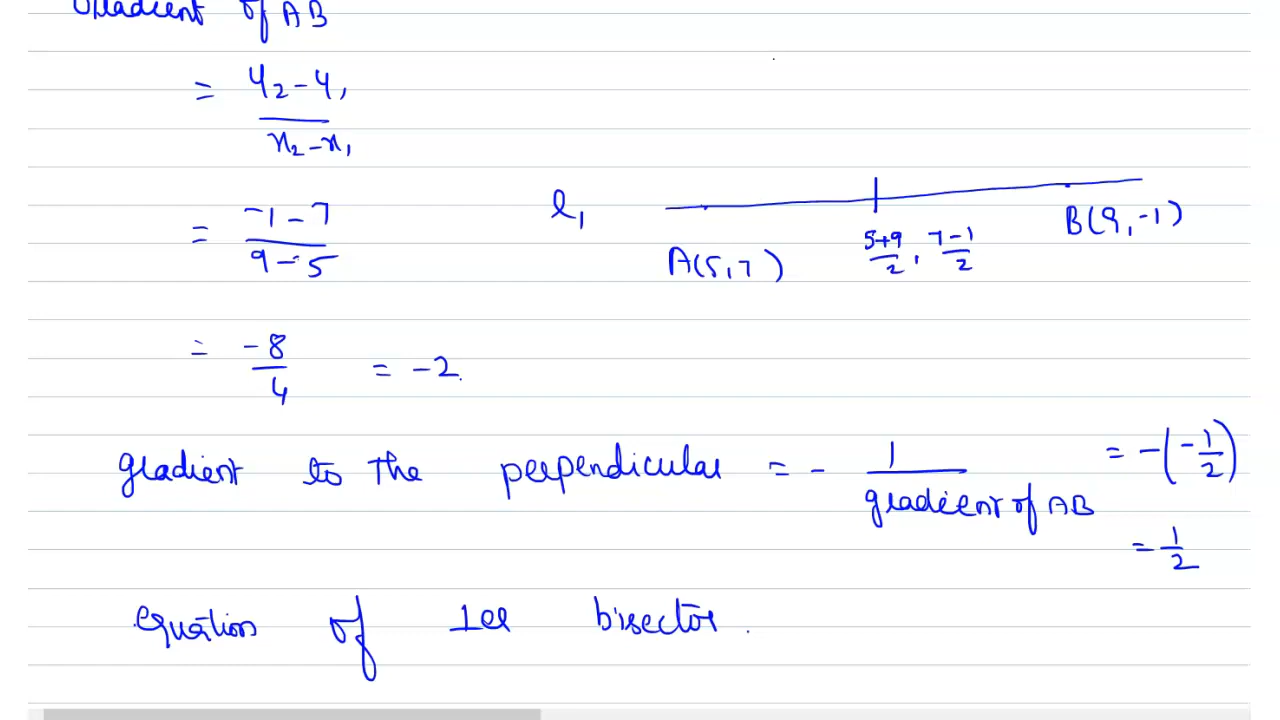 Gradient of AB
= y₂ - y₁ / x₂ - x₁
= -1 - 7 / 9 - 5
l₁
A(5, 7)
5+9/2, 7-1/2
B(9, -1)
= -8/4 = -2.
gradient to the perpendicular = - 1 / gradient of AB = -(-1/2)
= 1/2
equation of ⊥er bisector.